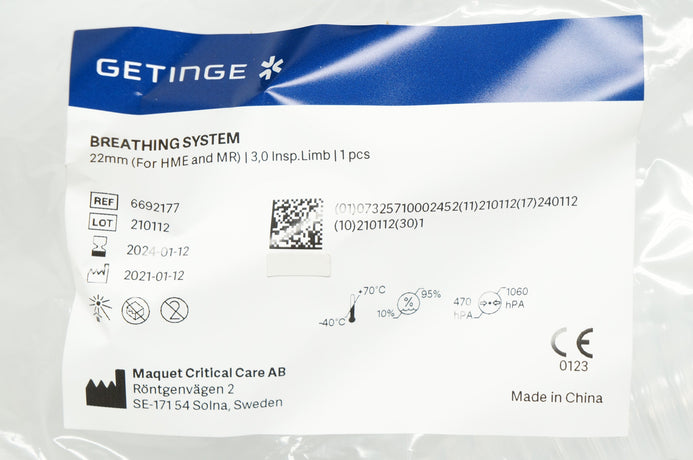 GETINGE
BREATHING SYSTEM
22mm (For HME and MR) | 3,0 Insp.Limb | 1 pcs
REF 6692177
LOT 210112
2024-01-12
2021-01-12
2
(01)07325710002452(11)210112(17)240112
(10)210112(30)1
+70°C
-40°C
%
95%
10%
1060
hPA
470
hPA
CE
0123
Maquet Critical Care AB
Röntgenvägen 2
SE-171 54 Solna, Sweden
Made in China